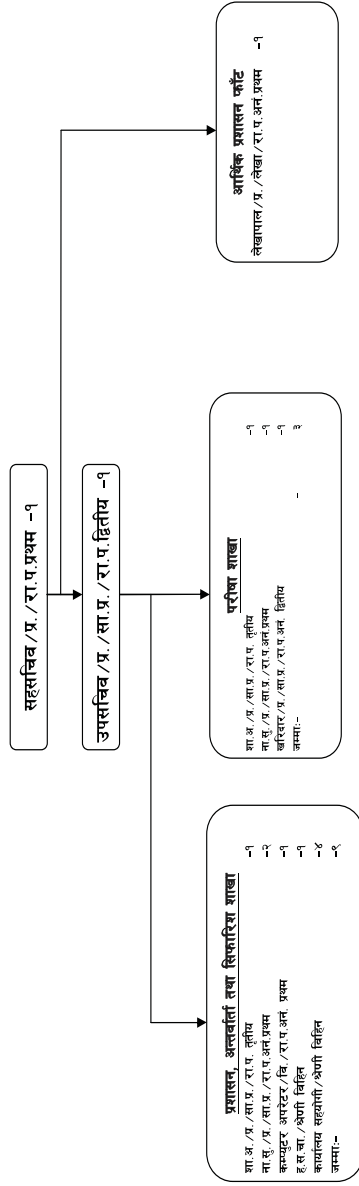 सहसचिव/प्र./रा.प.प्रथम -१
उपसचिव/प्र./सा.प्र./रा.प.द्वितीय -१
प्रशासन, अन्तर्वार्ता तथा सिफारिश शाखा
शा.अ./प्र./सा.प्र./रा.प. तृतीय -१
ना.सु./प्र./सा.प्र./रा.प.अनं.प्रथम -२
कम्प्युटर अपरेटर/वि./रा.प.अनं. प्रथम -१
ह.स.चा./श्रेणी विहिन -१
कार्यालय सहयोगी/श्रेणी विहिन -४
जम्माः- -९
परीक्षा शाखा
शा.अ./प्र./सा.प्र./रा.प. तृतीय -१
ना.सु./प्र./सा.प्र./रा.प.अनं.प्रथम -१
खरिदार/प्र./सा.प्र./रा.प.अनं. द्वितीय -१
जम्माः- - ३
आर्थिक प्रशासन फाँट
लेखापाल/प्र./लेखा/रा.प.अनं.प्रथम -१